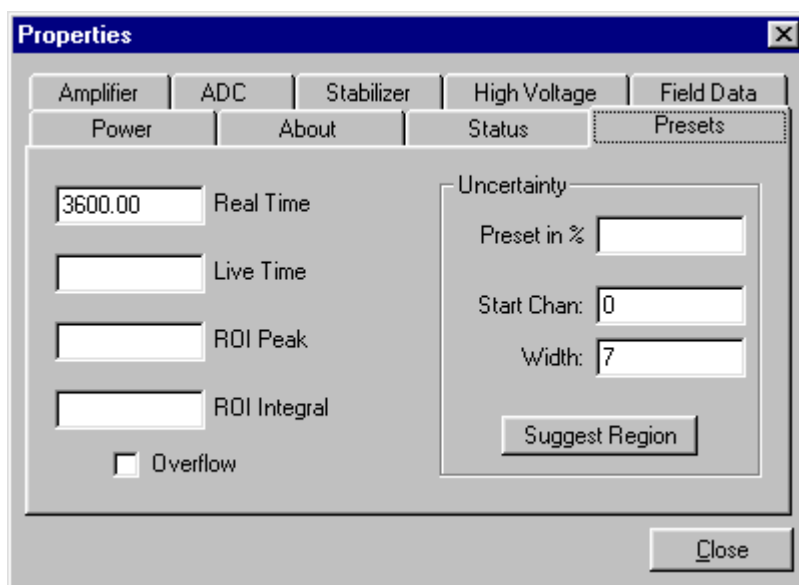 Properties
Amplifier ADC Stabilizer High Voltage Field Data
Power About Status Presets
3600.00 Real Time
Live Time
ROI Peak
ROI Integral
Overflow
Uncertainty
Preset in %
Start Chan: 0
Width: 7
Suggest Region
Close